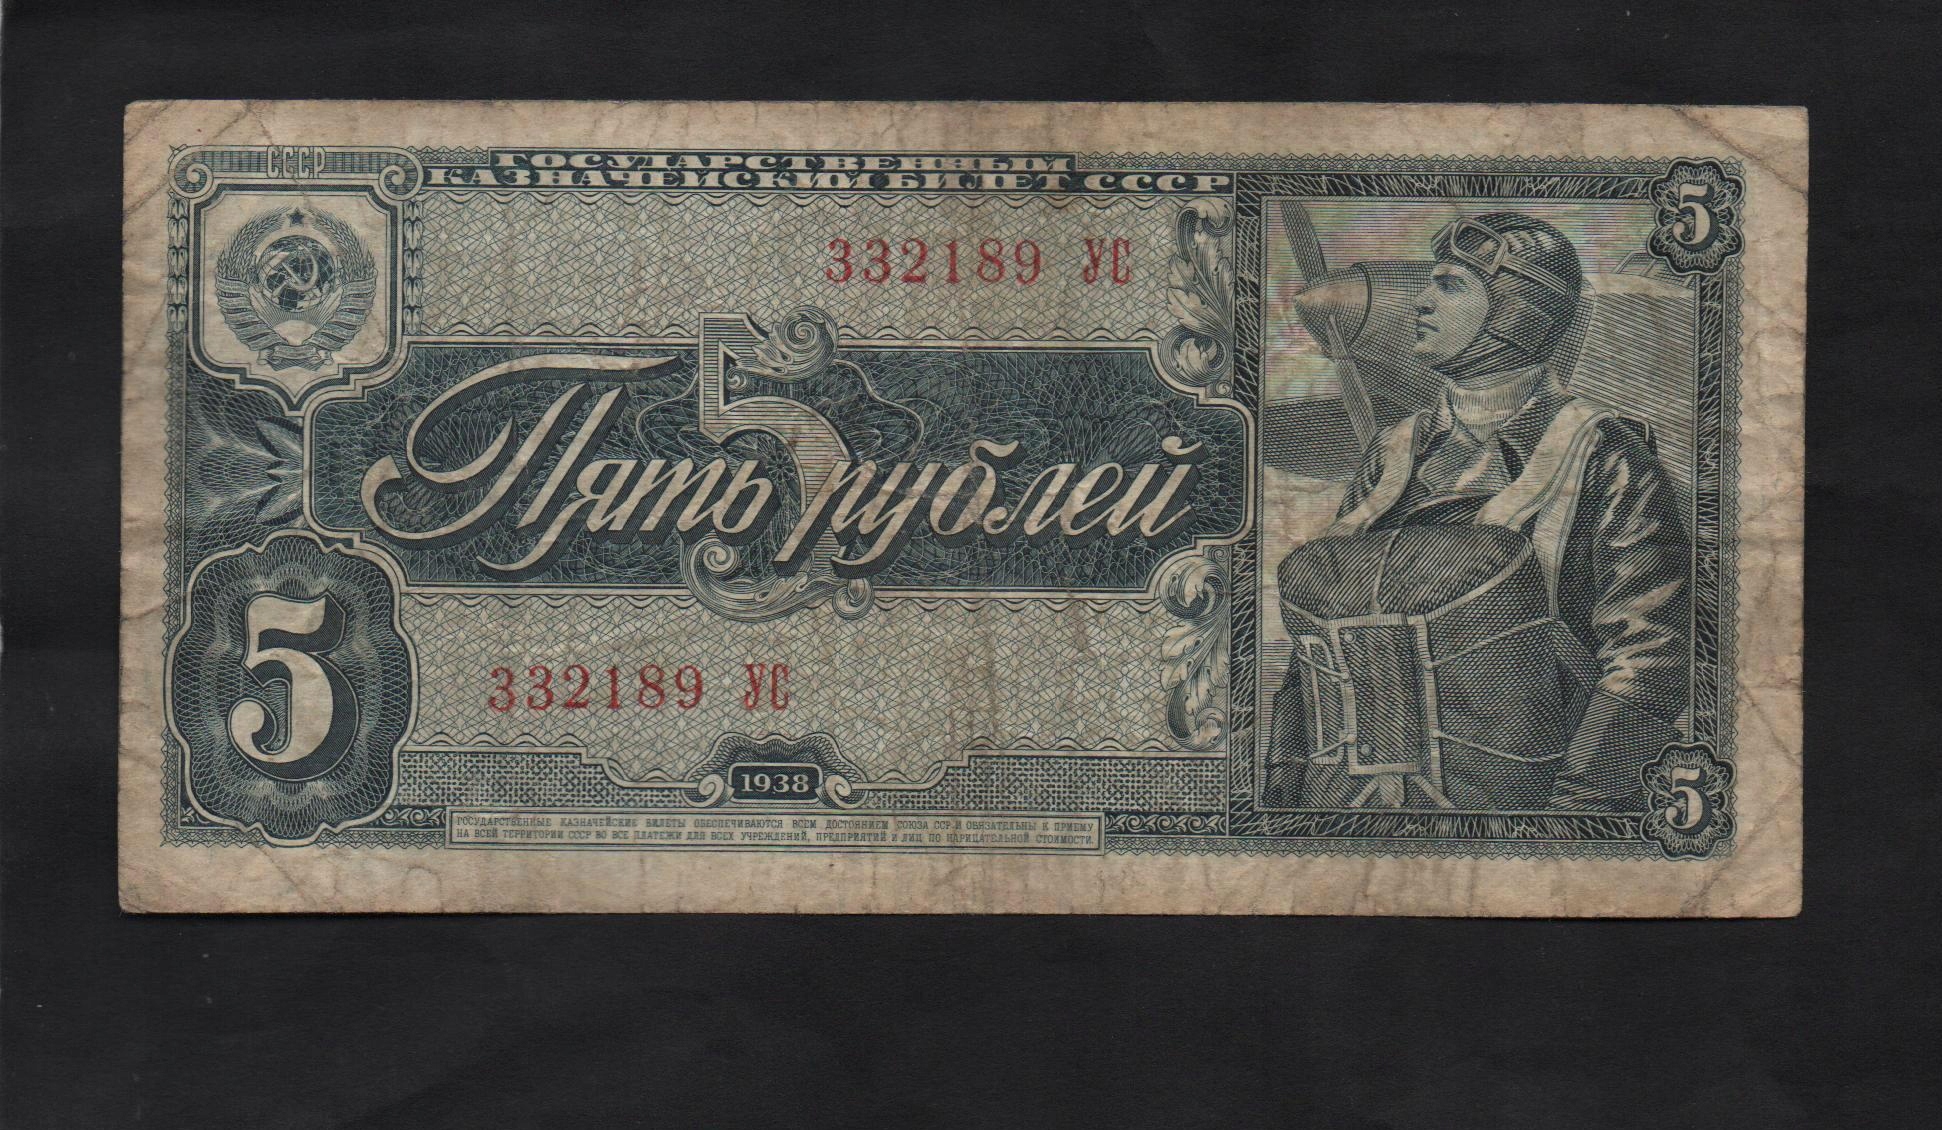 СССР
ГОСУДАРСТВЕННЫЙ
КАЗНАЧЕЙСКИЙ БИЛЕТ СССР
5
332189 УС
5
Пять рублей
5
332189 УС
1938
5
ГОСУДАРСТВЕННЫЕ КАЗНАЧЕЙСКИЕ БИЛЕТЫ ОБЕСПЕЧИВАЮТСЯ ВСЕМ ДОСТОЯНИЕМ СОЮЗА ССР И ОБЯЗАТЕЛЬНЫ К ПРИЕМУ
НА ВСЕЙ ТЕРРИТОРИИ СССР ВО ВСЕ ПЛАТЕЖИ ДЛЯ ВСЕХ УЧРЕЖДЕНИЙ, ПРЕДПРИЯТИЙ И ЛИЦ ПО НАРИЦАТЕЛЬНОЙ СТОИМОСТИ.